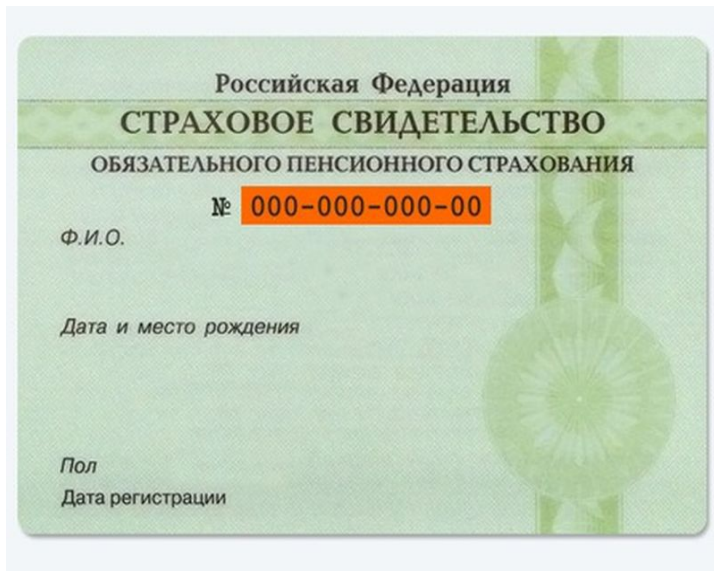 Российская Федерация
СТРАХОВОЕ СВИДЕТЕЛЬСТВО
ОБЯЗАТЕЛЬНОГО ПЕНСИОННОГО СТРАХОВАНИЯ
№ 000-000-000-00
Ф.И.О.
Дата и место рождения
Пол
Дата регистрации